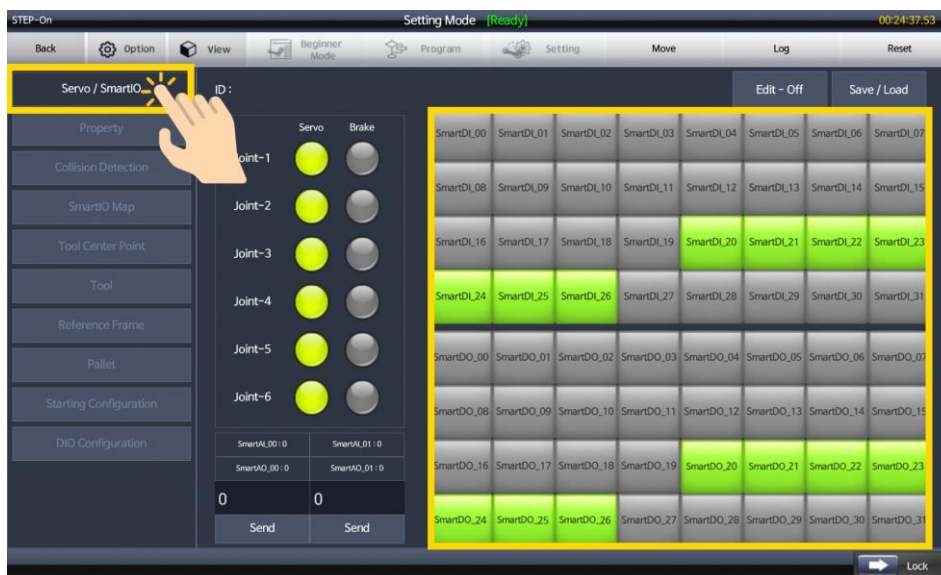 STEP-On Setting Mode [Ready] 00:24:37.53
Back Option View Beginner Mode Program Setting Move Log Reset
Servo / SmartIO ID : Edit - Off Save / Load
Property
Collision Detection
SmartIO Map
Tool Center Point
Tool
Reference Frame
Pallet
Starting Configuration
DIO Configuration
Servo Brake
Joint-1
Joint-2
Joint-3
Joint-4
Joint-5
Joint-6
SmartAI_00 : 0 SmartAI_01 : 0
SmartAO_00 : 0 SmartAO_01 : 0
0 0
Send Send
SmartDI_00 SmartDI_01 SmartDI_02 SmartDI_03 SmartDI_04 SmartDI_05 SmartDI_06 SmartDI_07
SmartDI_08 SmartDI_09 SmartDI_10 SmartDI_11 SmartDI_12 SmartDI_13 SmartDI_14 SmartDI_15
SmartDI_16 SmartDI_17 SmartDI_18 SmartDI_19 SmartDI_20 SmartDI_21 SmartDI_22 SmartDI_23
SmartDI_24 SmartDI_25 SmartDI_26 SmartDI_27 SmartDI_28 SmartDI_29 SmartDI_30 SmartDI_31
SmartDO_00 SmartDO_01 SmartDO_02 SmartDO_03 SmartDO_04 SmartDO_05 SmartDO_06 SmartDO_07
SmartDO_08 SmartDO_09 SmartDO_10 SmartDO_11 SmartDO_12 SmartDO_13 SmartDO_14 SmartDO_15
SmartDO_16 SmartDO_17 SmartDO_18 SmartDO_19 SmartDO_20 SmartDO_21 SmartDO_22 SmartDO_23
SmartDO_24 SmartDO_25 SmartDO_26 SmartDO_27 SmartDO_28 SmartDO_29 SmartDO_30 SmartDO_31
Lock